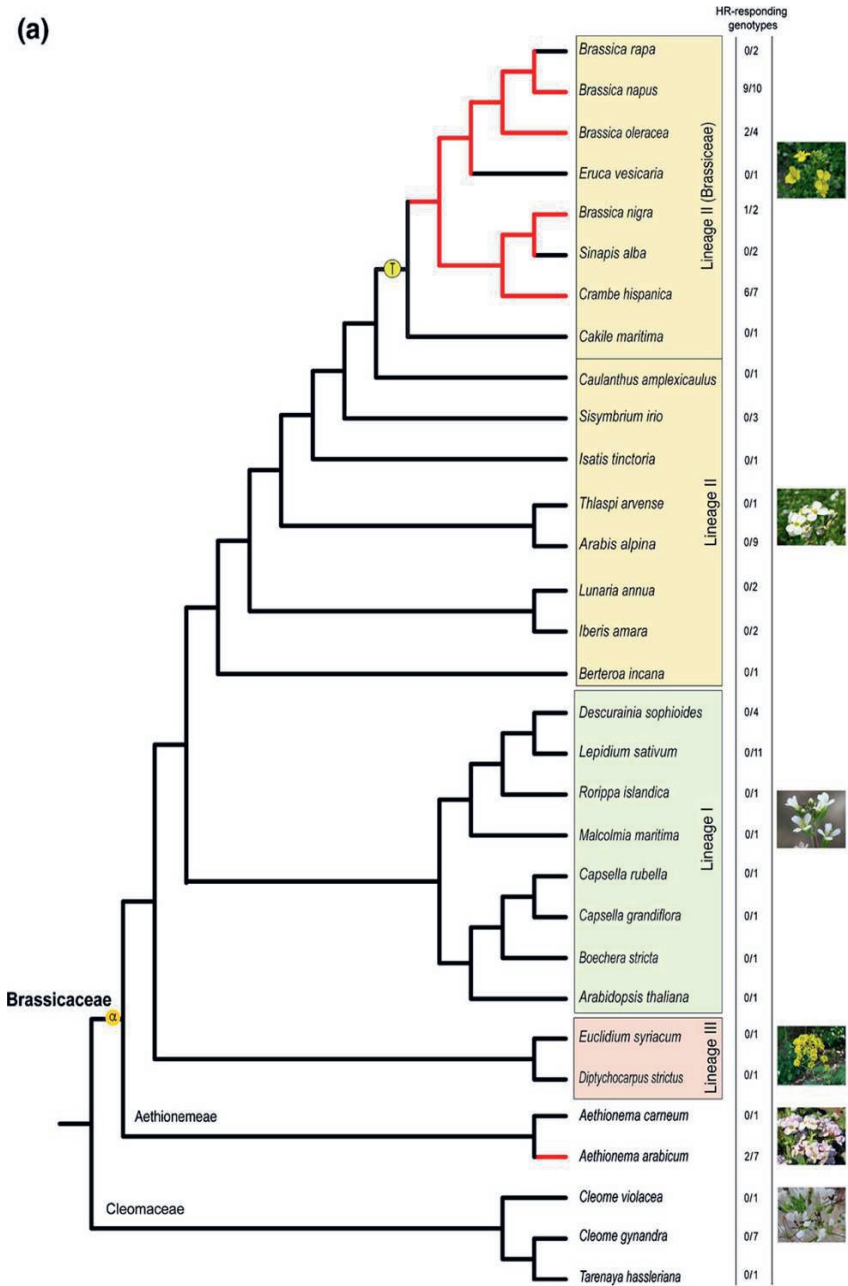 (a)
HR-responding
genotypes
Brassica rapa 0/2
Brassica napus 9/10
Brassica oleracea 2/4
Eruca vesicaria 0/1
Brassica nigra 1/2
Sinapis alba 0/2
Crambe hispanica 6/7
Cakile maritima 0/1
Lineage II (Brassiceae)
T
Caulanthus amplexicaulus 0/1
Sisymbrium irio 0/3
Isatis tinctoria 0/1
Thlaspi arvense 0/1
Arabis alpina 0/9
Lunaria annua 0/2
Iberis amara 0/2
Berteroa incana 0/1
Lineage II
Descurainia sophioides 0/4
Lepidium sativum 0/11
Rorippa islandica 0/1
Malcolmia maritima 0/1
Capsella rubella 0/1
Capsella grandiflora 0/1
Boechera stricta 0/1
Arabidopsis thaliana 0/1
Lineage I
Brassicaceae
α
Euclidium syriacum 0/1
Diptychocarpus strictus 0/1
Lineage III
Aethionemeae
Aethionema carneum 0/1
Aethionema arabicum 2/7
Cleomaceae
Cleome violacea 0/1
Cleome gynandra 0/7
Tarenaya hassleriana 0/1